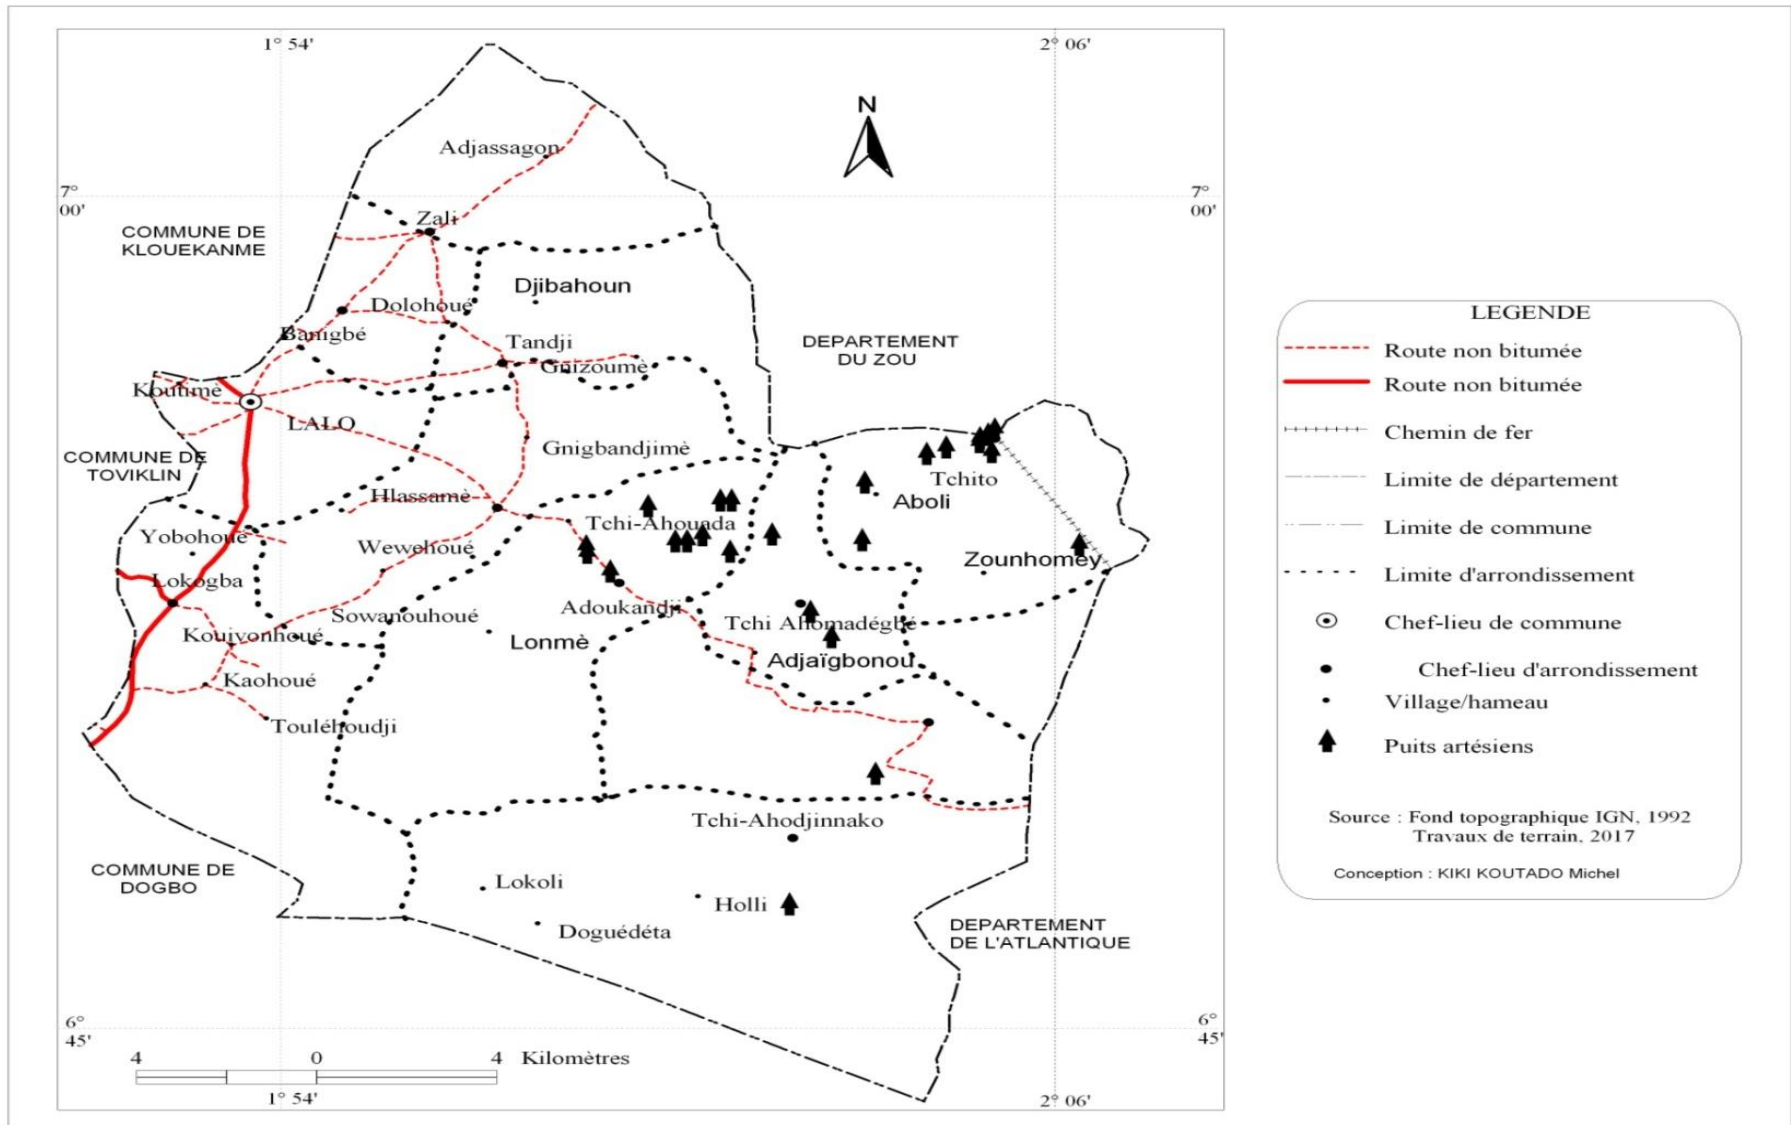 1° 54'
2° 06'
N
Adjassagon
7°
00'
7°
00'
Zali
COMMUNE DE
KLOUEKANME
Djibahoun
Dolohoué
Banigbé
Tandji
DEPARTEMENT
DU ZOU
Gnizoumè
Koutimè
LALO
Gnigbandjimè
COMMUNE DE
TOVIKLIN
Tchito
Hlassamè
Aboli
Tchi-Ahouada
Yobohoué
Wewehoué
Zounhomey
Lokogba
Adoukandji
Sowanouhoué
Tchi Ahomadégbé
Kouivonhoué
Lonmè
Adjaïgbonou
Kaohoué
Touléhoudji
Tchi-Ahodjinnako
COMMUNE DE
DOGBO
Lokoli
Holli
Doguédéta
DEPARTEMENT
DE L'ATLANTIQUE
6°
45'
6°
45'
4 0 4 Kilomètres
1° 54'
2° 06'
LEGENDE
Route non bitumée
Route non bitumée
Chemin de fer
Limite de département
Limite de commune
Limite d'arrondissement
Chef-lieu de commune
Chef-lieu d'arrondissement
Village/hameau
Puits artésiens
Source : Fond topographique IGN, 1992
Travaux de terrain, 2017
Conception : KIKI KOUTADO Michel